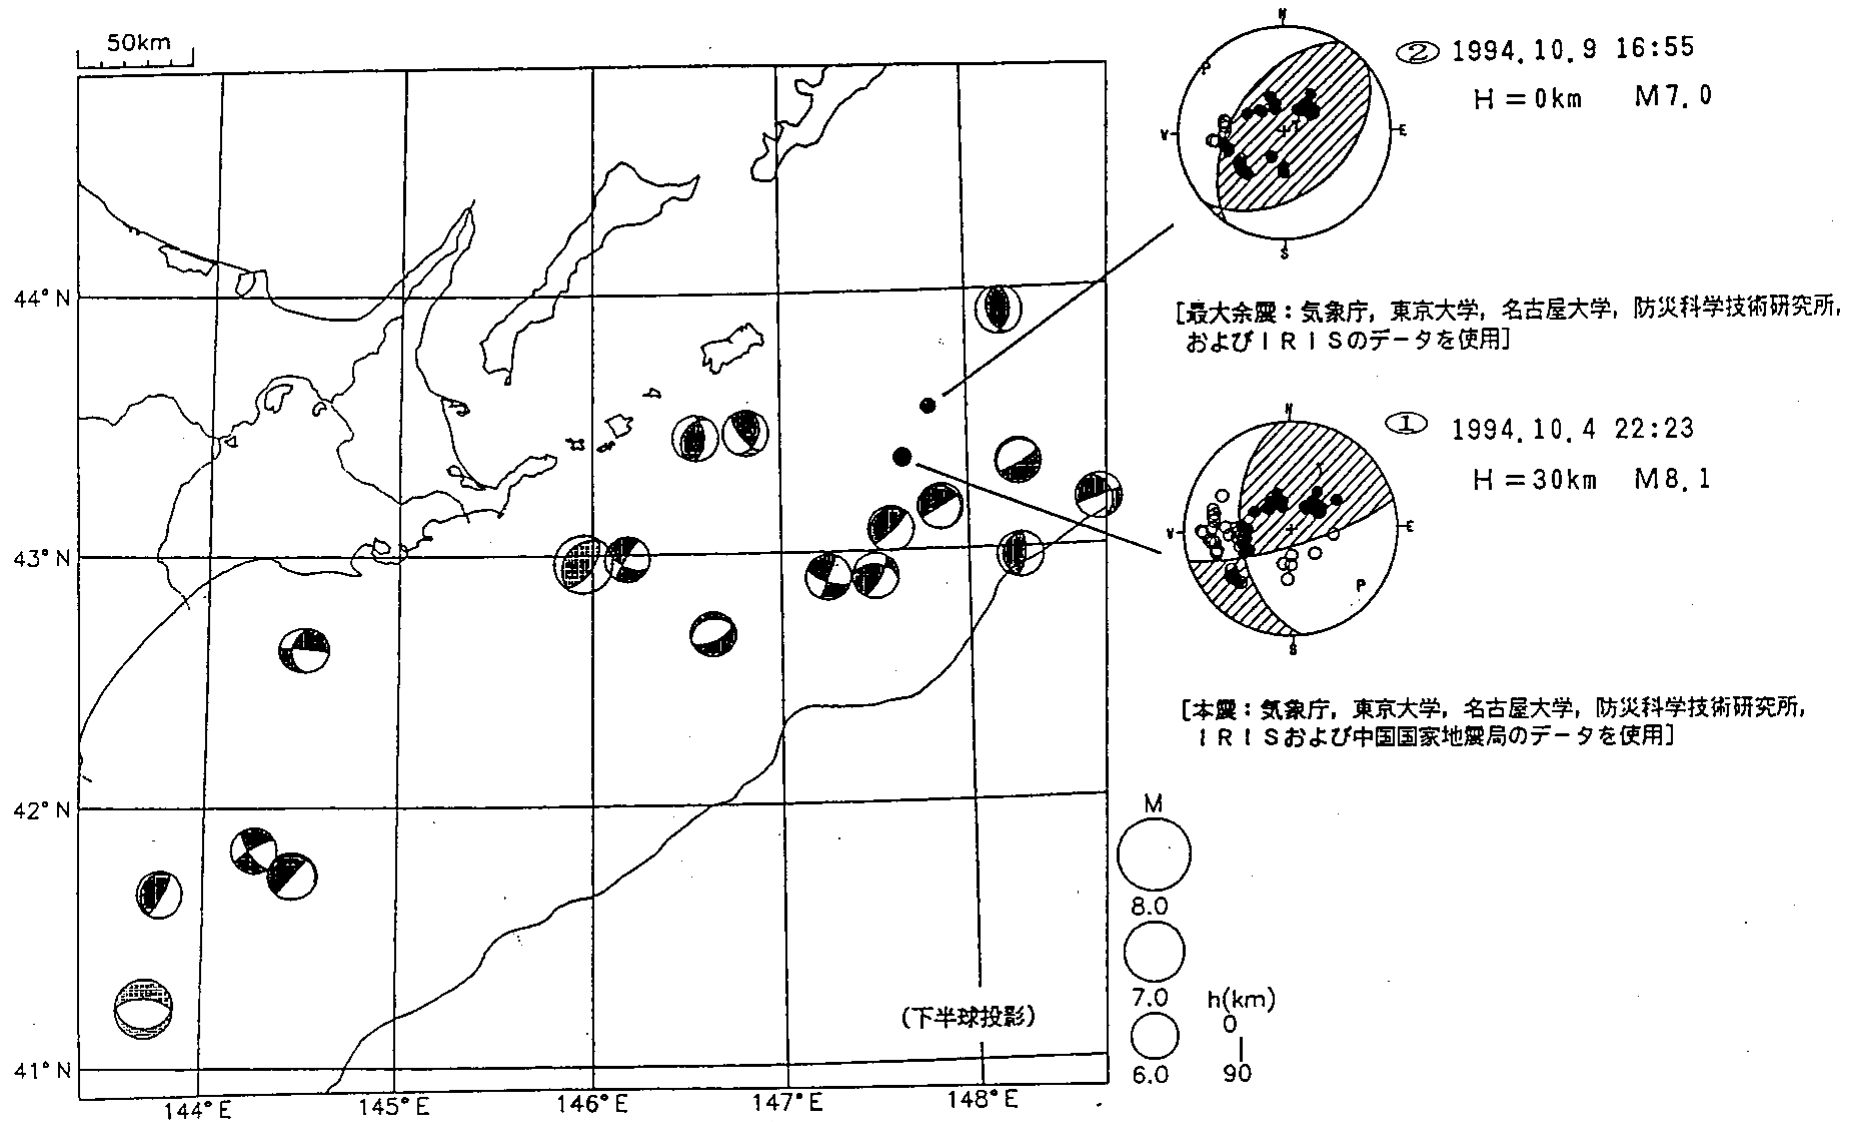 50km
② 1994.10.9 16:55
H=0km M7.0
N
P
T
W
E
S
[最大余震：気象庁，東京大学，名古屋大学，防災科学技術研究所，
およびIRISのデータを使用]
① 1994.10.4 22:23
H=30km M8.1
N
T
W
E
P
S
[本震：気象庁，東京大学，名古屋大学，防災科学技術研究所，
IRISおよび中国国家地震局のデータを使用]
44°N
43°N
42°N
41°N
144°E
145°E
146°E
147°E
148°E
(下半球投影)
M
8.0
7.0
6.0
h(km)
0
90